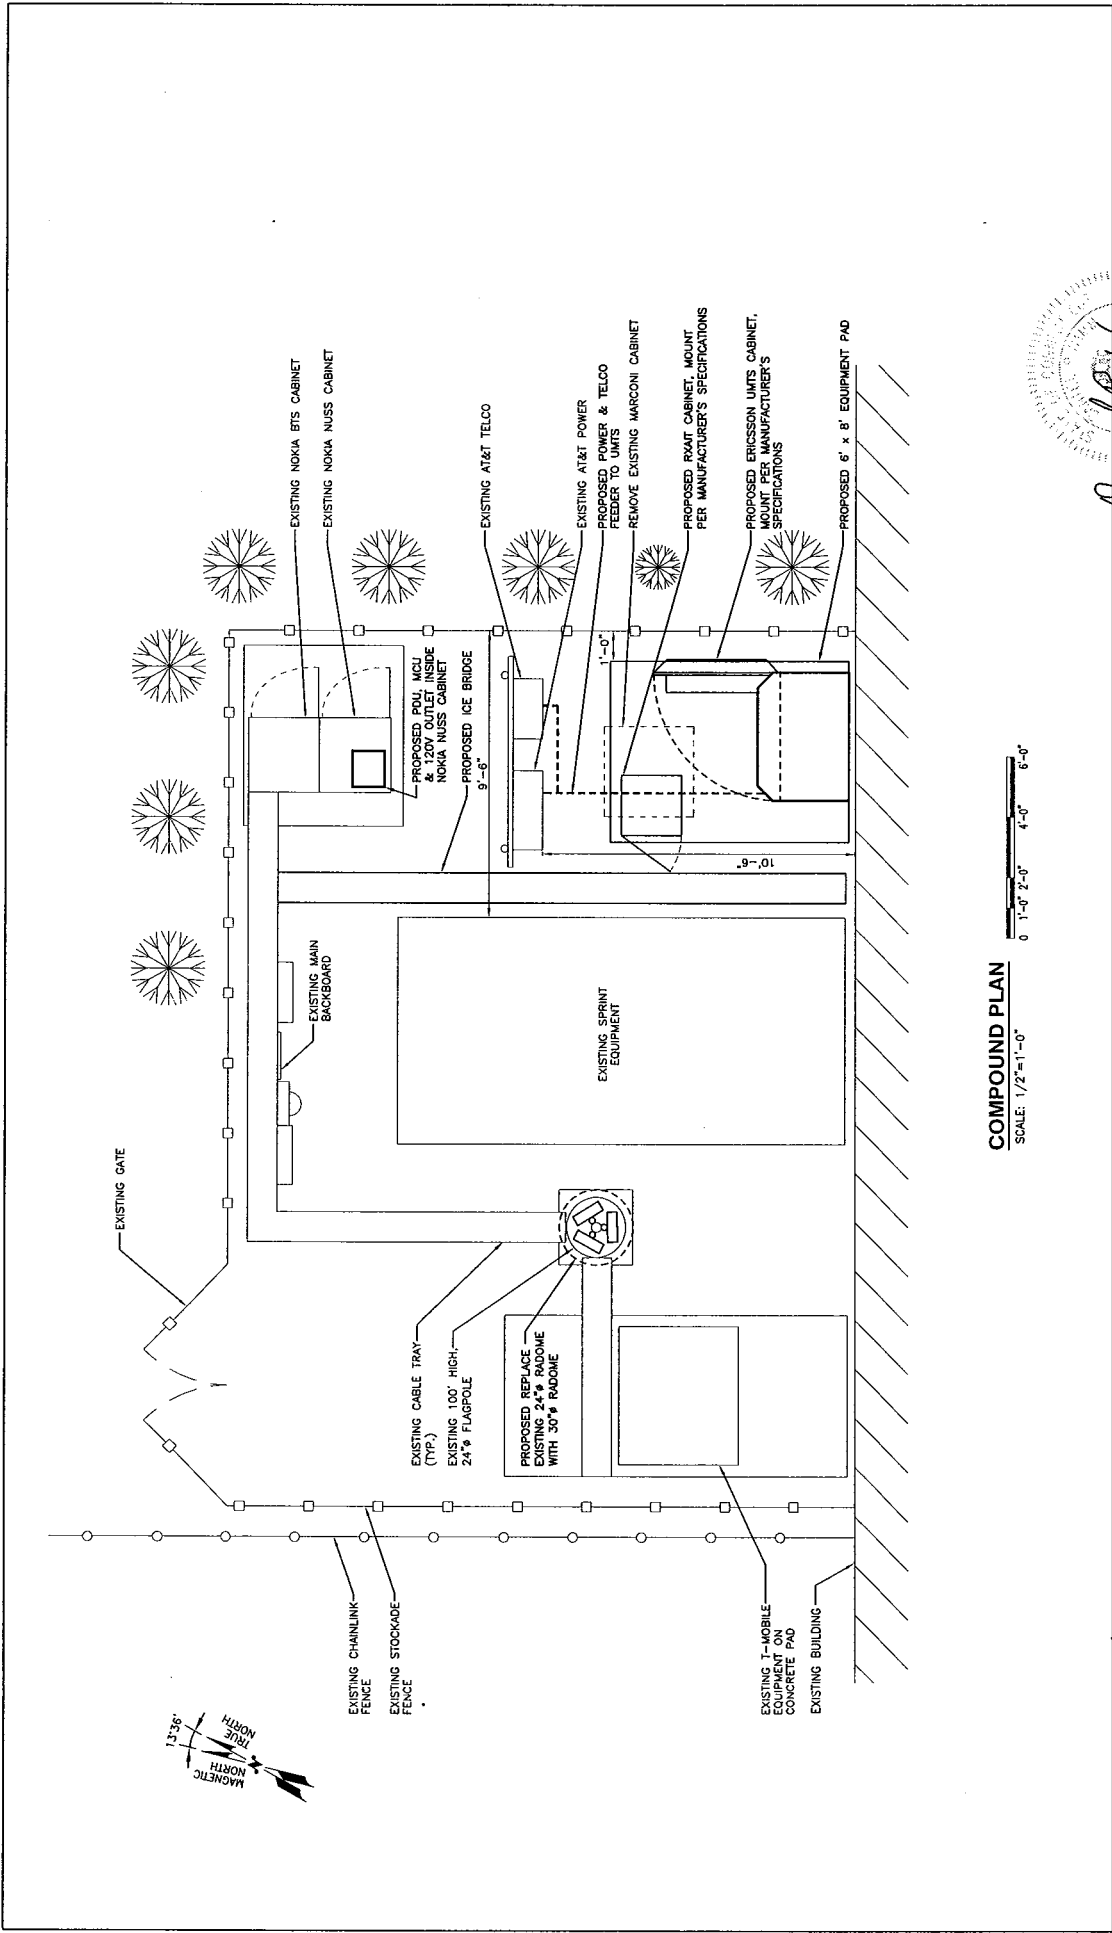 13°36'
MAGNETIC
NORTH
TRUE
NORTH
EXISTING GATE
EXISTING CHAINLINK
FENCE
EXISTING STOCKADE
FENCE
EXISTING CABLE TRAY
(TYP.)
EXISTING 100' HIGH,
24"ø FLAGPOLE
PROPOSED REPLACE
EXISTING 24"ø RADOME
WITH 30"ø RADOME
EXISTING T-MOBILE
EQUIPMENT ON
CONCRETE PAD
EXISTING BUILDING
EXISTING MAIN
BACKBOARD
EXISTING SPRINT
EQUIPMENT
EXISTING NOKIA BTS CABINET
EXISTING NOKIA NUSS CABINET
PROPOSED PDU, MCU
& 120V OUTLET INSIDE
NOKIA NUSS CABINET
PROPOSED ICE BRIDGE
9'-6"
EXISTING AT&T TELCO
EXISTING AT&T POWER
PROPOSED POWER & TELCO
FEEDER TO UMTS
REMOVE EXISTING MARCONI CABINET
1'-0"
PROPOSED RXAIT CABINET, MOUNT
PER MANUFACTURER'S SPECIFICATIONS
PROPOSED ERICSSON UMTS CABINET,
MOUNT PER MANUFACTURER'S
SPECIFICATIONS
10'-6"
PROPOSED 6' x 8' EQUIPMENT PAD
COMPOUND PLAN
SCALE: 1/2"=1'-0"
0 1'-0" 2'-0" 4'-0" 6'-0"